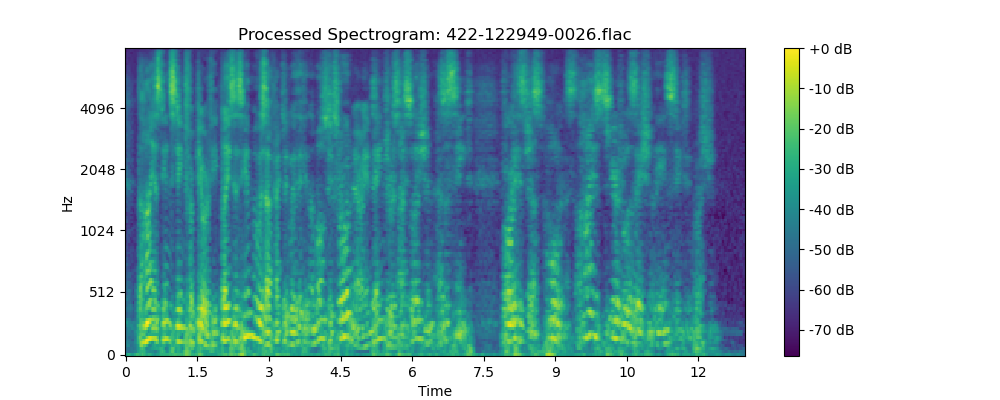 Processed Spectrogram: 422-122949-0026.flac
Hz
4096
2048
1024
512
0
0 1.5 3 4.5 6 7.5 9 10 12
Time
+0 dB
-10 dB
-20 dB
-30 dB
-40 dB
-50 dB
-60 dB
-70 dB